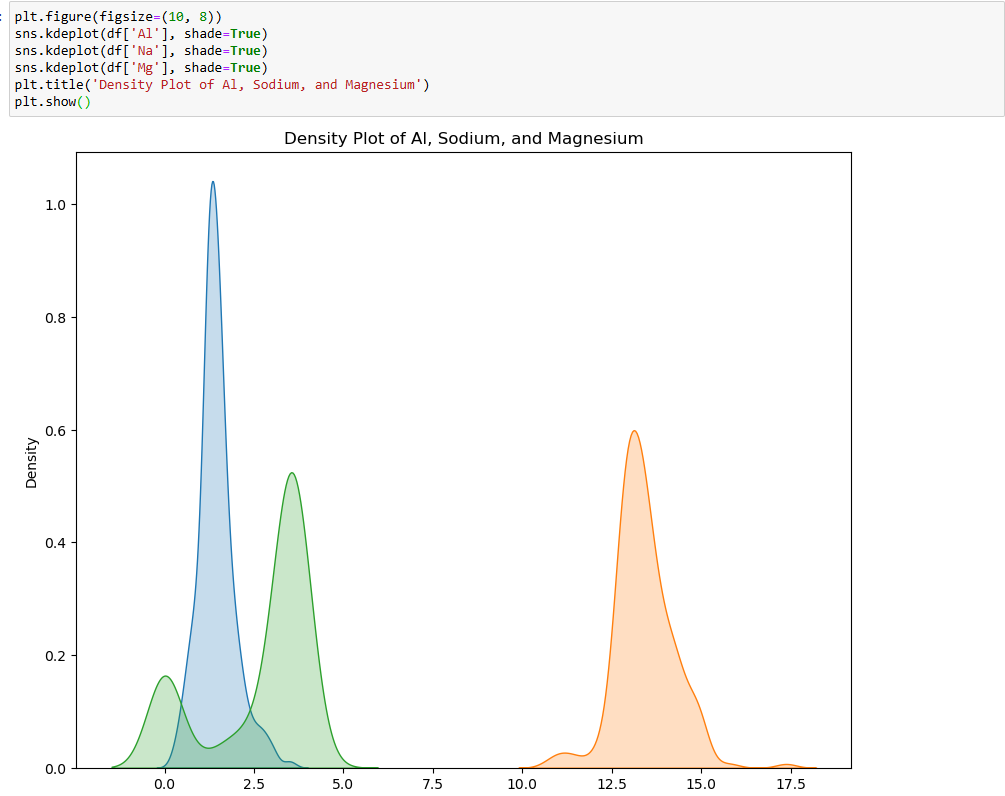 plt.figure(figsize=(10, 8))
sns.kdeplot(df['Al'], shade=True)
sns.kdeplot(df['Na'], shade=True)
sns.kdeplot(df['Mg'], shade=True)
plt.title('Density Plot of Al, Sodium, and Magnesium')
plt.show()
Density Plot of Al, Sodium, and Magnesium
1.0
0.8
0.6
0.4
0.2
0.0
Density
0.0 2.5 5.0 7.5 10.0 12.5 15.0 17.5